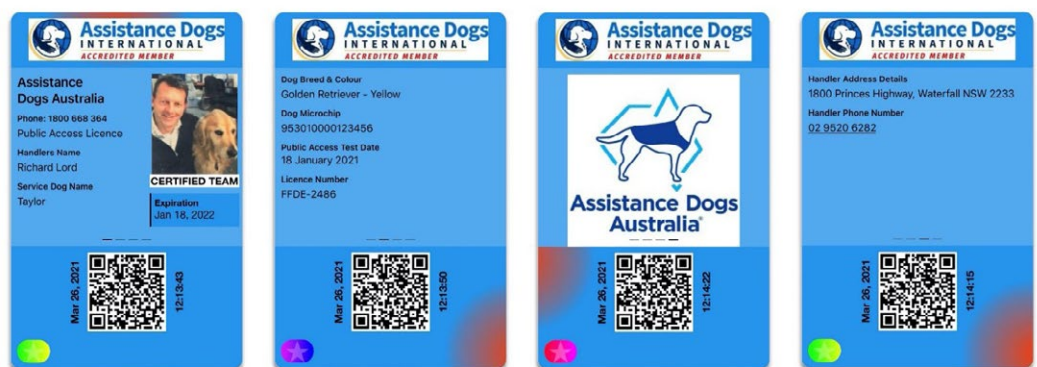 Assistance Dogs
INTERNATIONAL
ACCREDITED MEMBER
Assistance
Dogs Australia
Phone: 1800 668 364
Public Access Licence
Handlers Name
Richard Lord
Service Dog Name
Taylor
CERTIFIED TEAM
Expiration
Jan 18, 2022
Mar 26, 2021
12:13:43
Assistance Dogs
INTERNATIONAL
ACCREDITED MEMBER
Dog Breed & Colour
Golden Retriever - Yellow
Dog Microchip
953010000123456
Public Access Test Date
18 January 2021
Licence Number
FFDE-2486
Mar 26, 2021
12:13:50
Assistance Dogs
INTERNATIONAL
ACCREDITED MEMBER
Assistance Dogs
Australia
Mar 26, 2021
12:14:22
Assistance Dogs
INTERNATIONAL
ACCREDITED MEMBER
Handler Address Details
1800 Princes Highway, Waterfall NSW 2233
Handler Phone Number
02 9520 6282
Mar 26, 2021
12:14:15